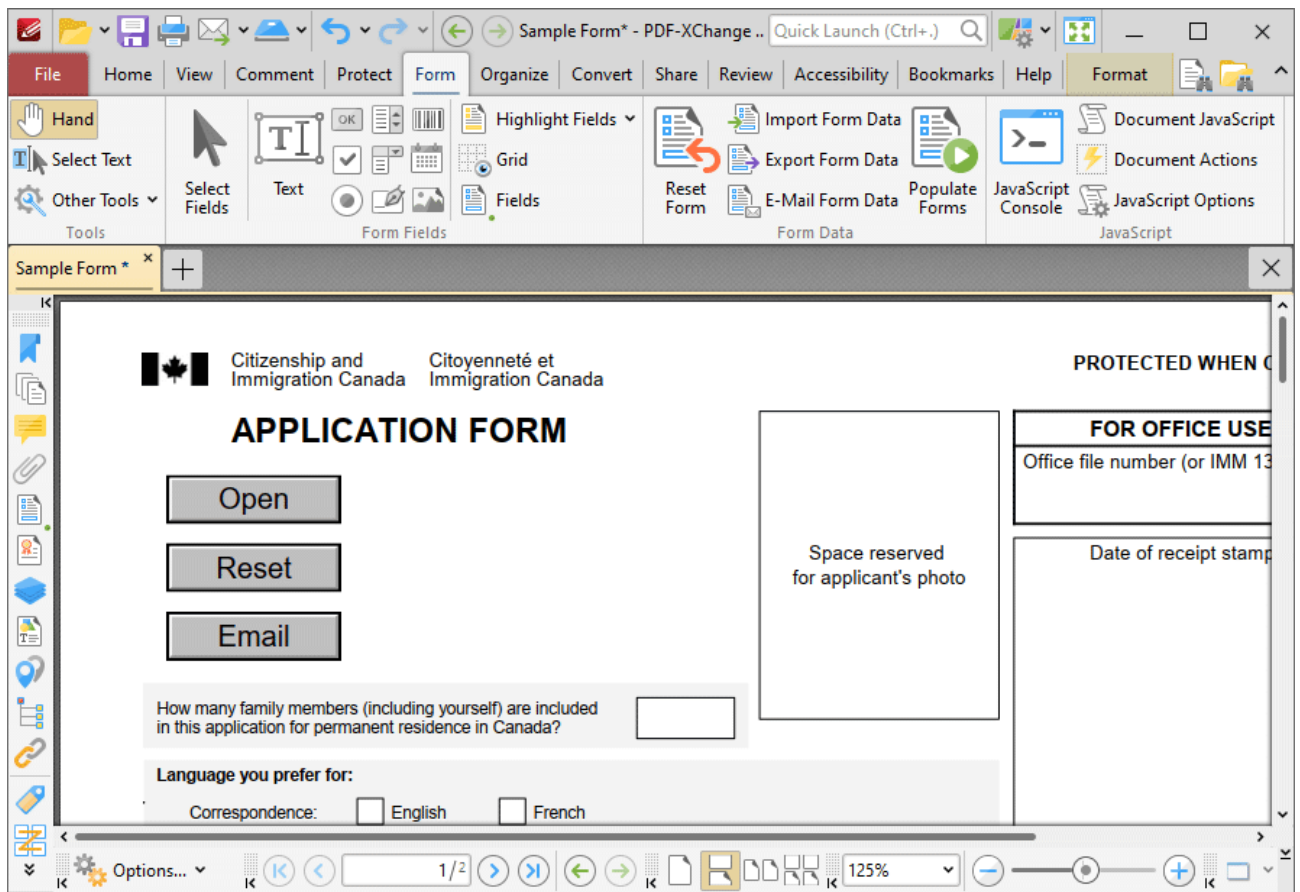 Sample Form* - PDF-XChange ..
Quick Launch (Ctrl+.)
File Home View Comment Protect Form Organize Convert Share Review Accessibility Bookmarks Help Format
Hand
Select Text
Other Tools
Tools
Select
Fields
Text
OK
Highlight Fields
Grid
Fields
Form Fields
Reset
Form
Import Form Data
Export Form Data
E-Mail Form Data
Populate
Forms
Form Data
JavaScript
Console
Document JavaScript
Document Actions
JavaScript Options
JavaScript
Sample Form *
Citizenship and
Immigration Canada
Citoyenneté et
Immigration Canada
PROTECTED WHEN
APPLICATION FORM
FOR OFFICE USE
Office file number (or IMM 13
Open
Reset
Email
Space reserved
for applicant's photo
Date of receipt stamp
How many family members (including yourself) are included
in this application for permanent residence in Canada?
Language you prefer for:
Correspondence: English French
Options...
1/2
125%